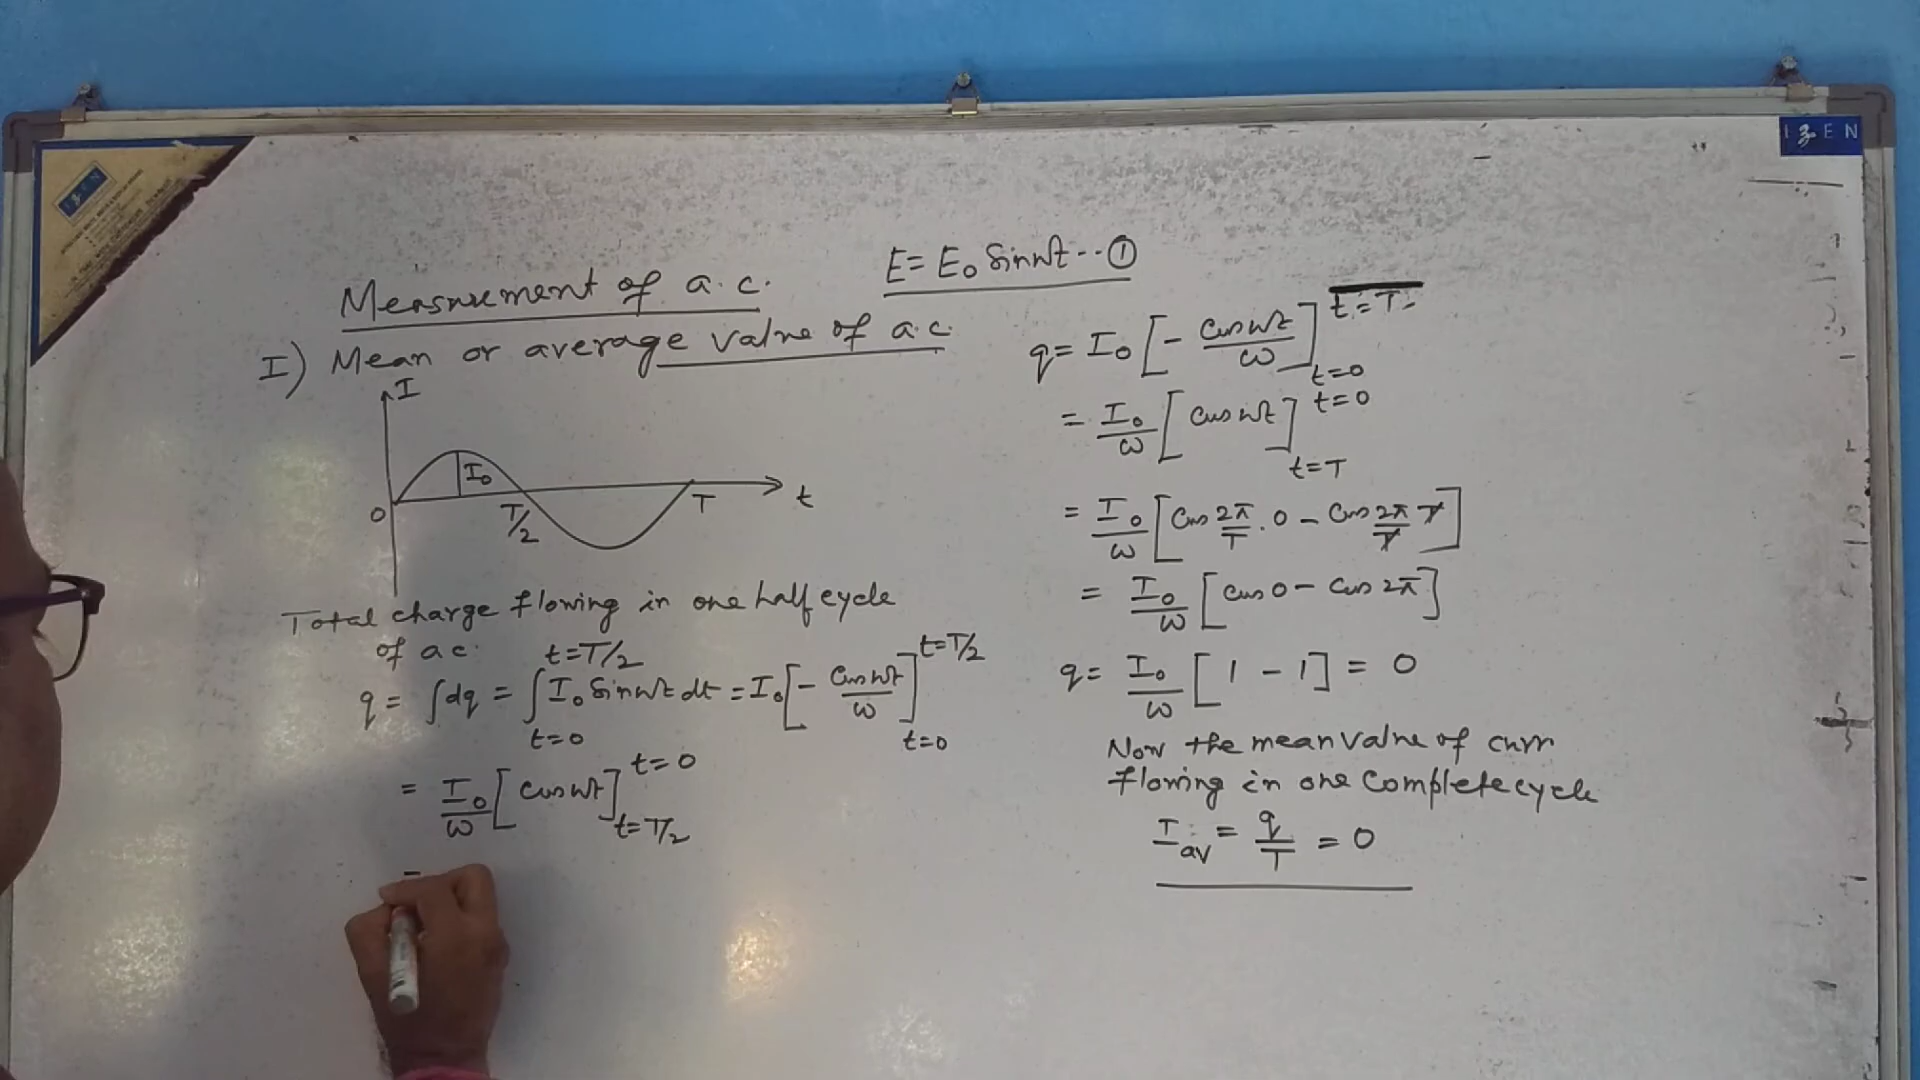 IZEN
Measurement of a.c.
E = E₀ Sinωt -- ①
I) Mean or average value of a.c.
I
I₀
O
T/2
T
t
Total charge flowing in one half cycle
of a c.
q = ∫dq = ∫_{t=0}^{t=T/2} I₀ Sinωt dt = I₀ [- Cosωt / ω]_{t=0}^{t=T/2}
= I₀/ω [cosωt]_{t=T/2}^{t=0}
q = I₀ [- Cosωt / ω]_{t=0}^{t=T}
= I₀/ω [cosωt]_{t=T}^{t=0}
= I₀/ω [Cos 2π/T . 0 - Cos 2π/T T]
= I₀/ω [cos 0 - Cos 2π]
q = I₀/ω [1 - 1] = 0
Now the mean value of curr
flowing in one Complete cycle
I_av = q/T = 0